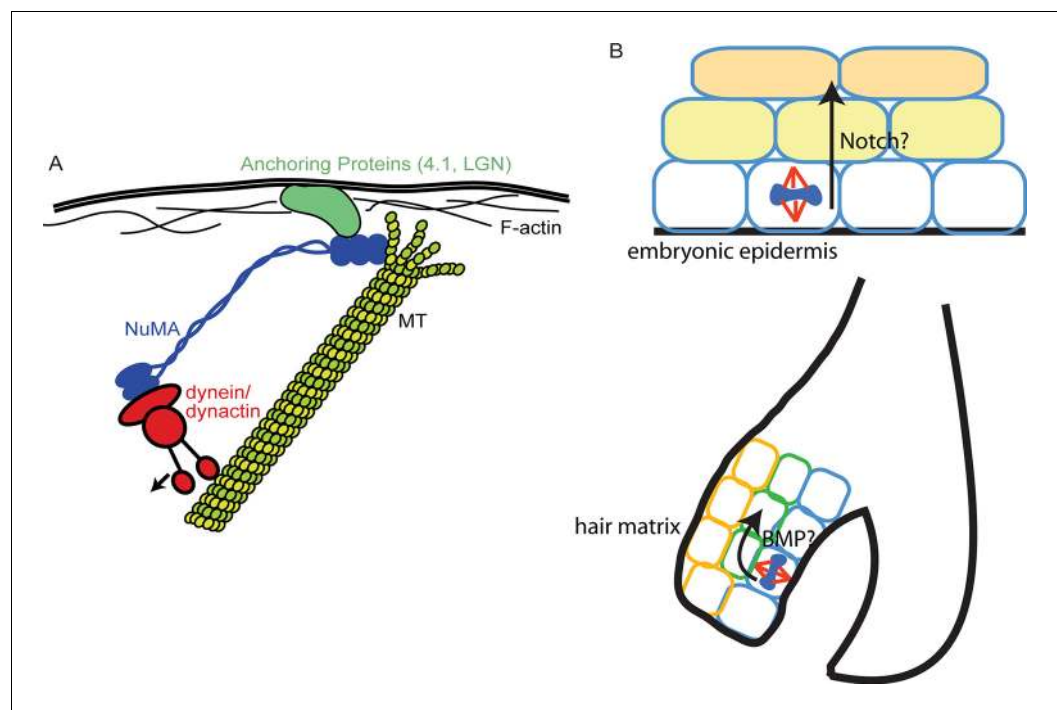 A
Anchoring Proteins (4.1, LGN)
F-actin
NuMA
MT
dynein/
dynactin
B
Notch?
embryonic epidermis
hair matrix
BMP?